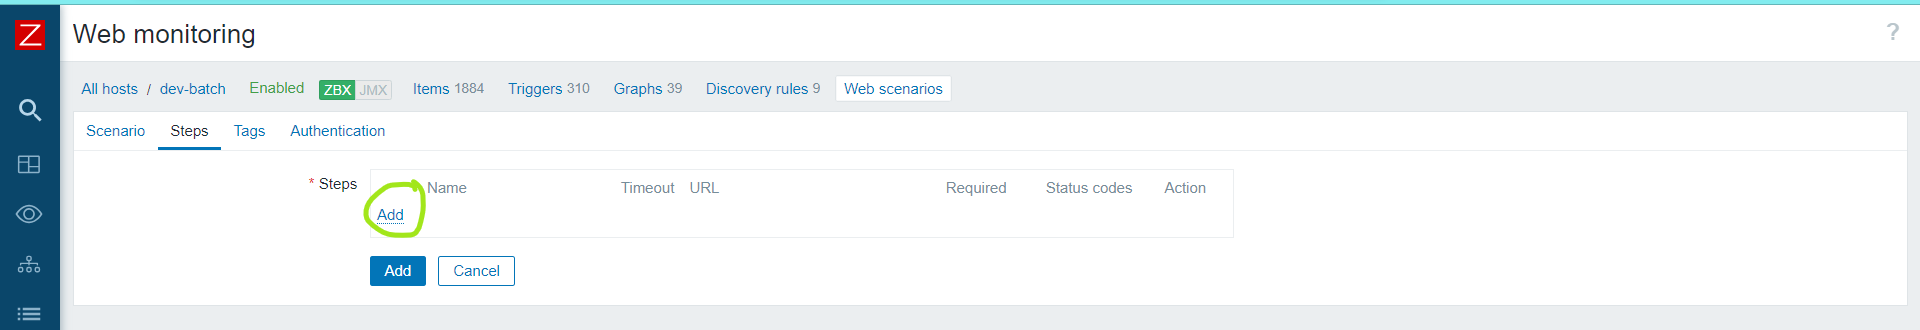 Z
Web monitoring
?
All hosts / dev-batch Enabled ZBX JMX Items 1884 Triggers 310 Graphs 39 Discovery rules 9 Web scenarios
Scenario Steps Tags Authentication
* Steps Name Timeout URL Required Status codes Action
Add
Add Cancel